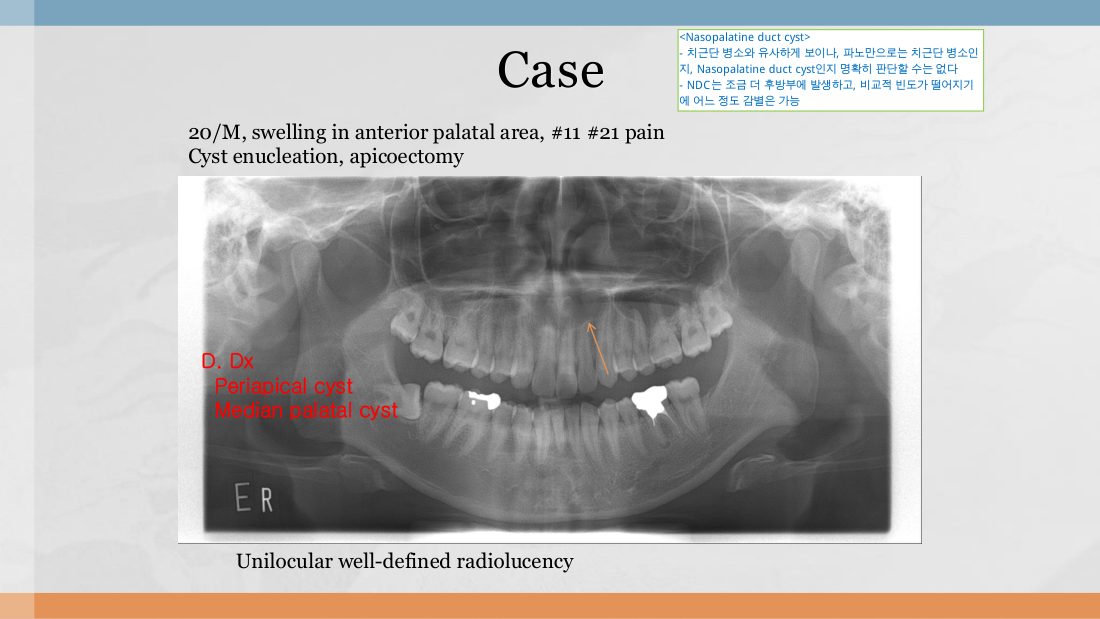 <Nasopalatine duct cyst>
- 치근단 병소와 유사하게 보이나, 파노만으로는 치근단 병소인
지, Nasopalatine duct cyst인지 명확히 판단할 수는 없다
- NDC는 조금 더 후방부에 발생하고, 비교적 빈도가 떨어지기
에 어느 정도 감별은 가능
Case
20/M, swelling in anterior palatal area, #11 #21 pain
Cyst enucleation, apicoectomy
D. Dx
Periapical cyst
Median palatal cyst
E R
Unilocular well-defined radiolucency